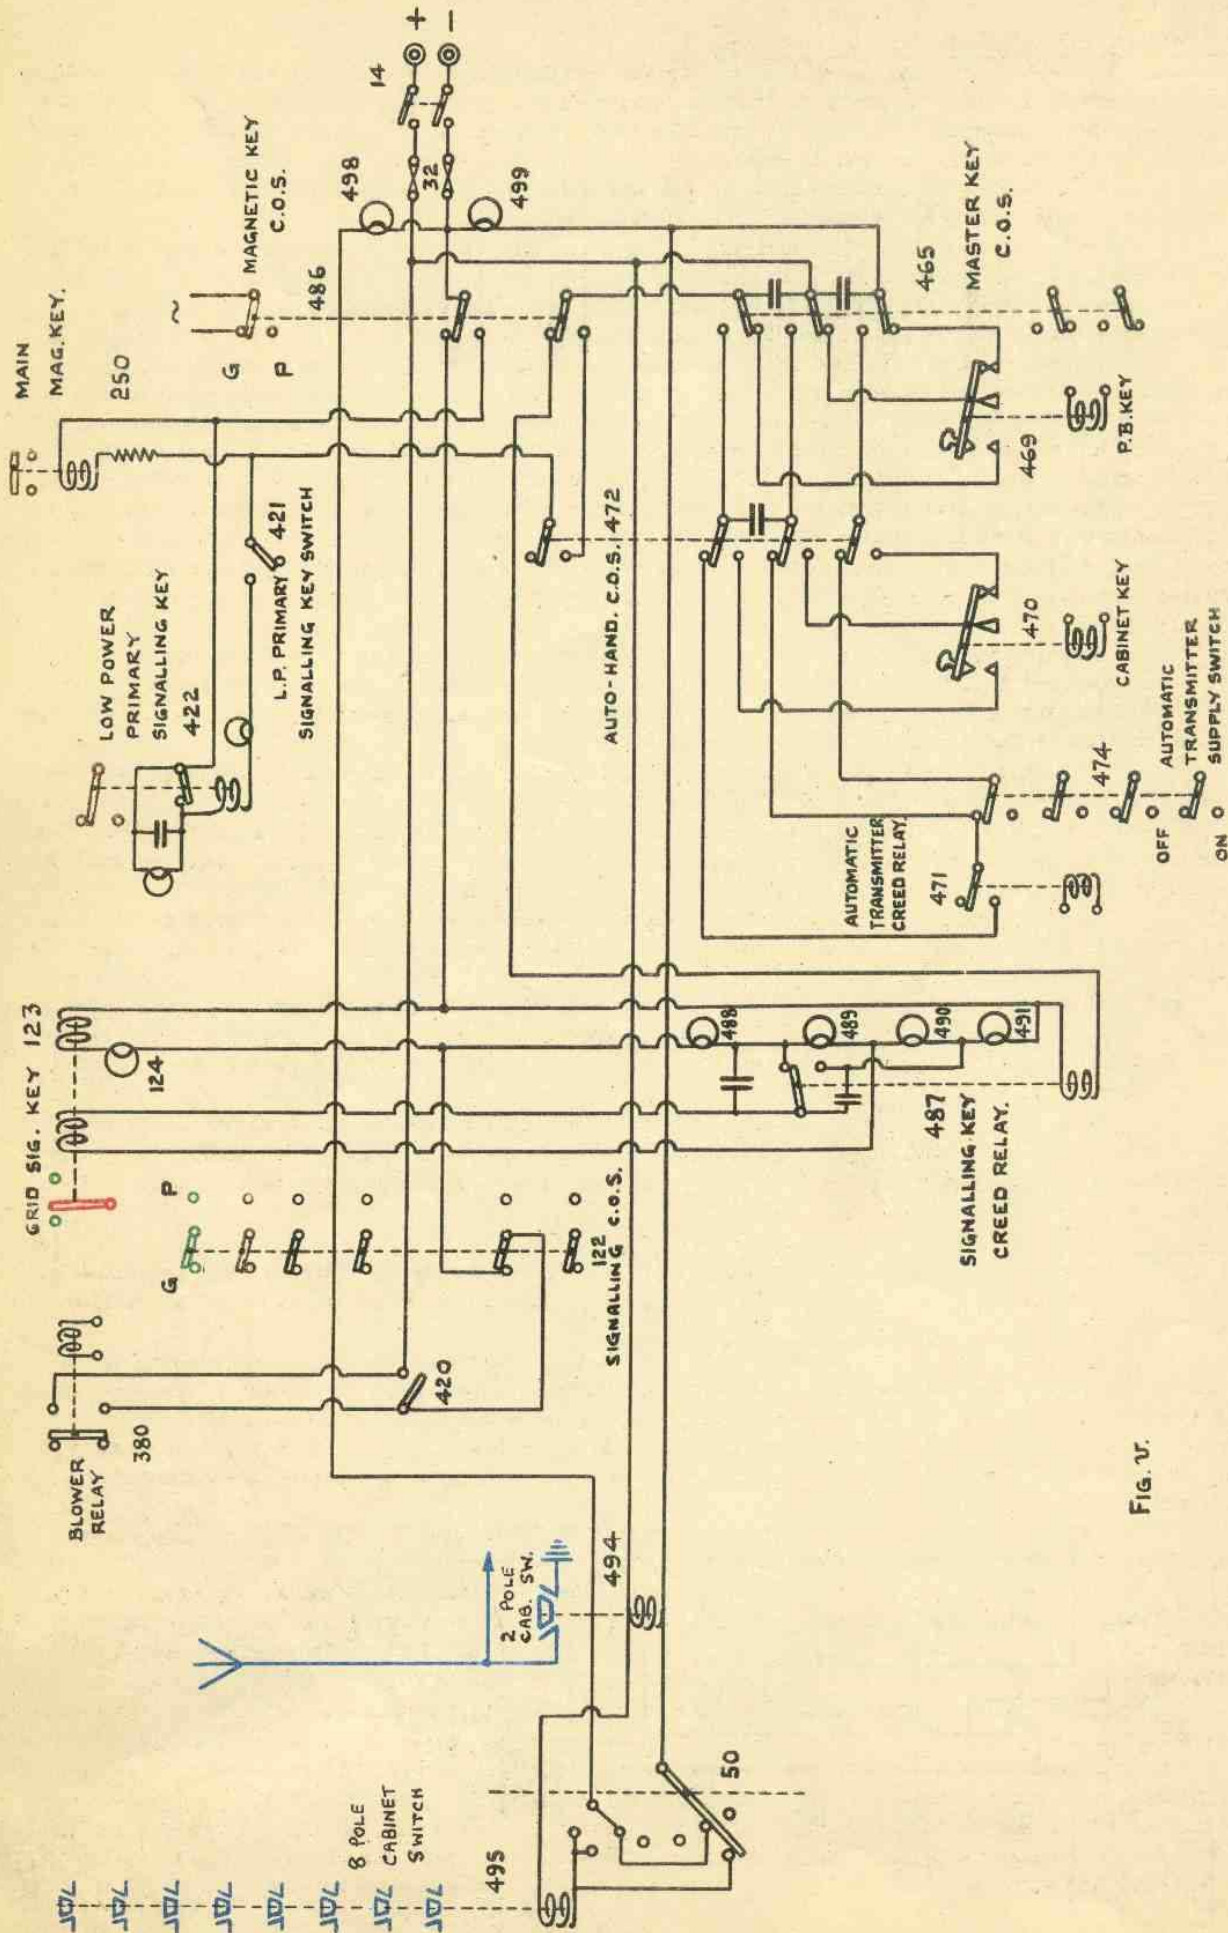 MAIN
MAG. KEY.
250
~
G
P
MAGNETIC KEY
C.O.S.
486
14
+
−
32
498
499
LOW POWER
PRIMARY
SIGNALLING KEY
422
421
L.P. PRIMARY
SIGNALLING KEY SWITCH
AUTO-HAND. C.O.S. 472
465
MASTER KEY
C.O.S.
469
P.B. KEY
470
CABINET KEY
474
AUTOMATIC
TRANSMITTER
SUPPLY SWITCH
OFF
ON
AUTOMATIC
TRANSMITTER
CREED RELAY.
471
GRID SIG. KEY 123
124
488
489
490
491
487
SIGNALLING KEY
CREED RELAY.
G
P
122
SIGNALLING C.O.S.
BLOWER
RELAY
380
420
2 POLE
CAB. SW.
494
8 POLE
CABINET
SWITCH
495
50
FIG. V.